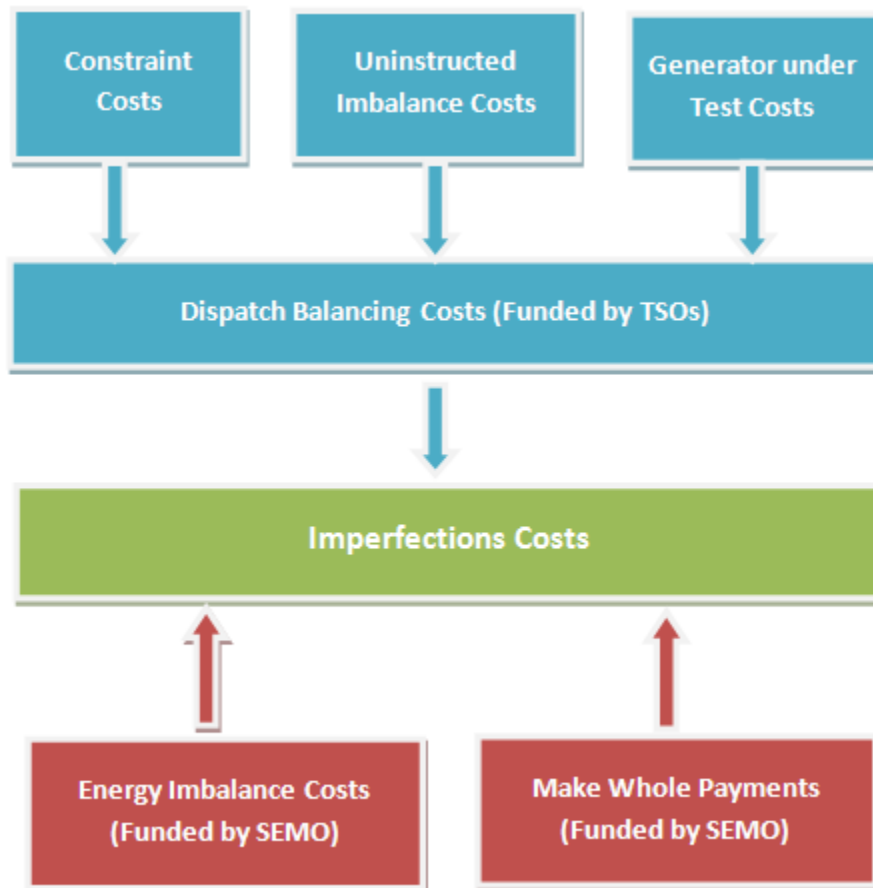 Constraint
Costs
Uninstructed
Imbalance Costs
Generator under
Test Costs
Dispatch Balancing Costs (Funded by TSOs)
Imperfections Costs
Energy Imbalance Costs
(Funded by SEMO)
Make Whole Payments
(Funded by SEMO)